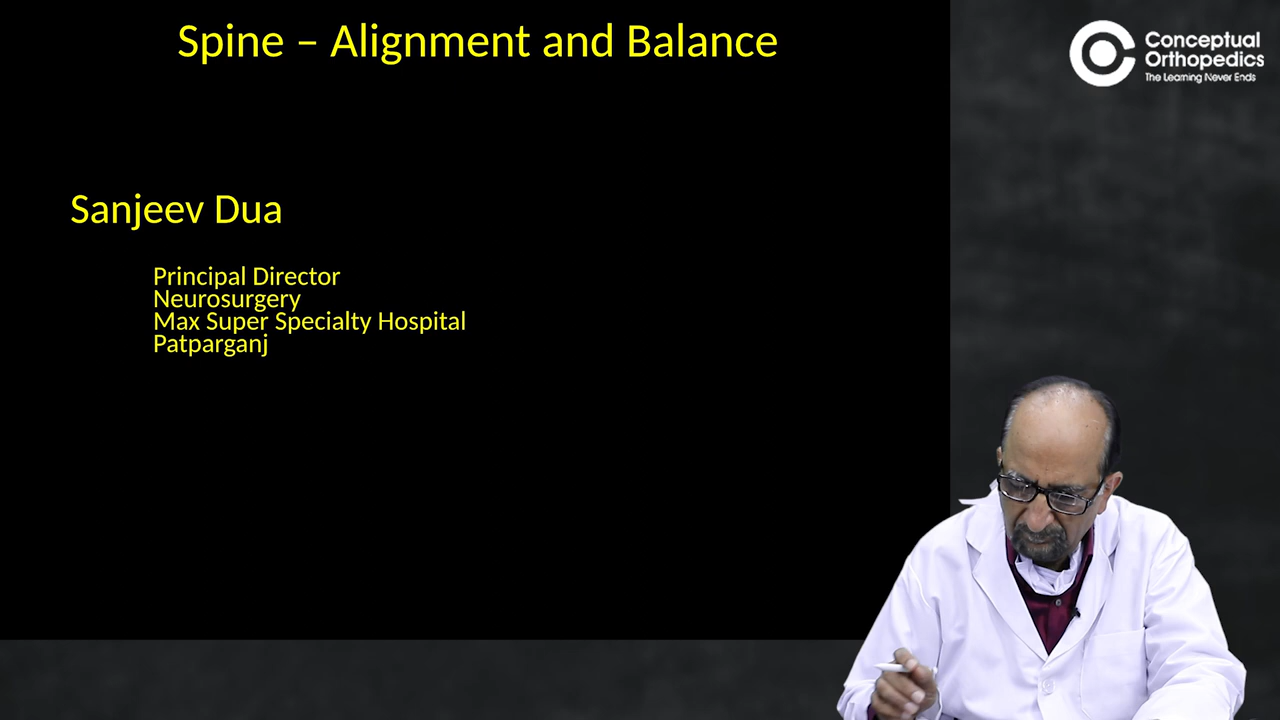 Spine – Alignment and Balance
Conceptual
Orthopedics
The Learning Never Ends
Sanjeev Dua
Principal Director
Neurosurgery
Max Super Specialty Hospital
Patparganj